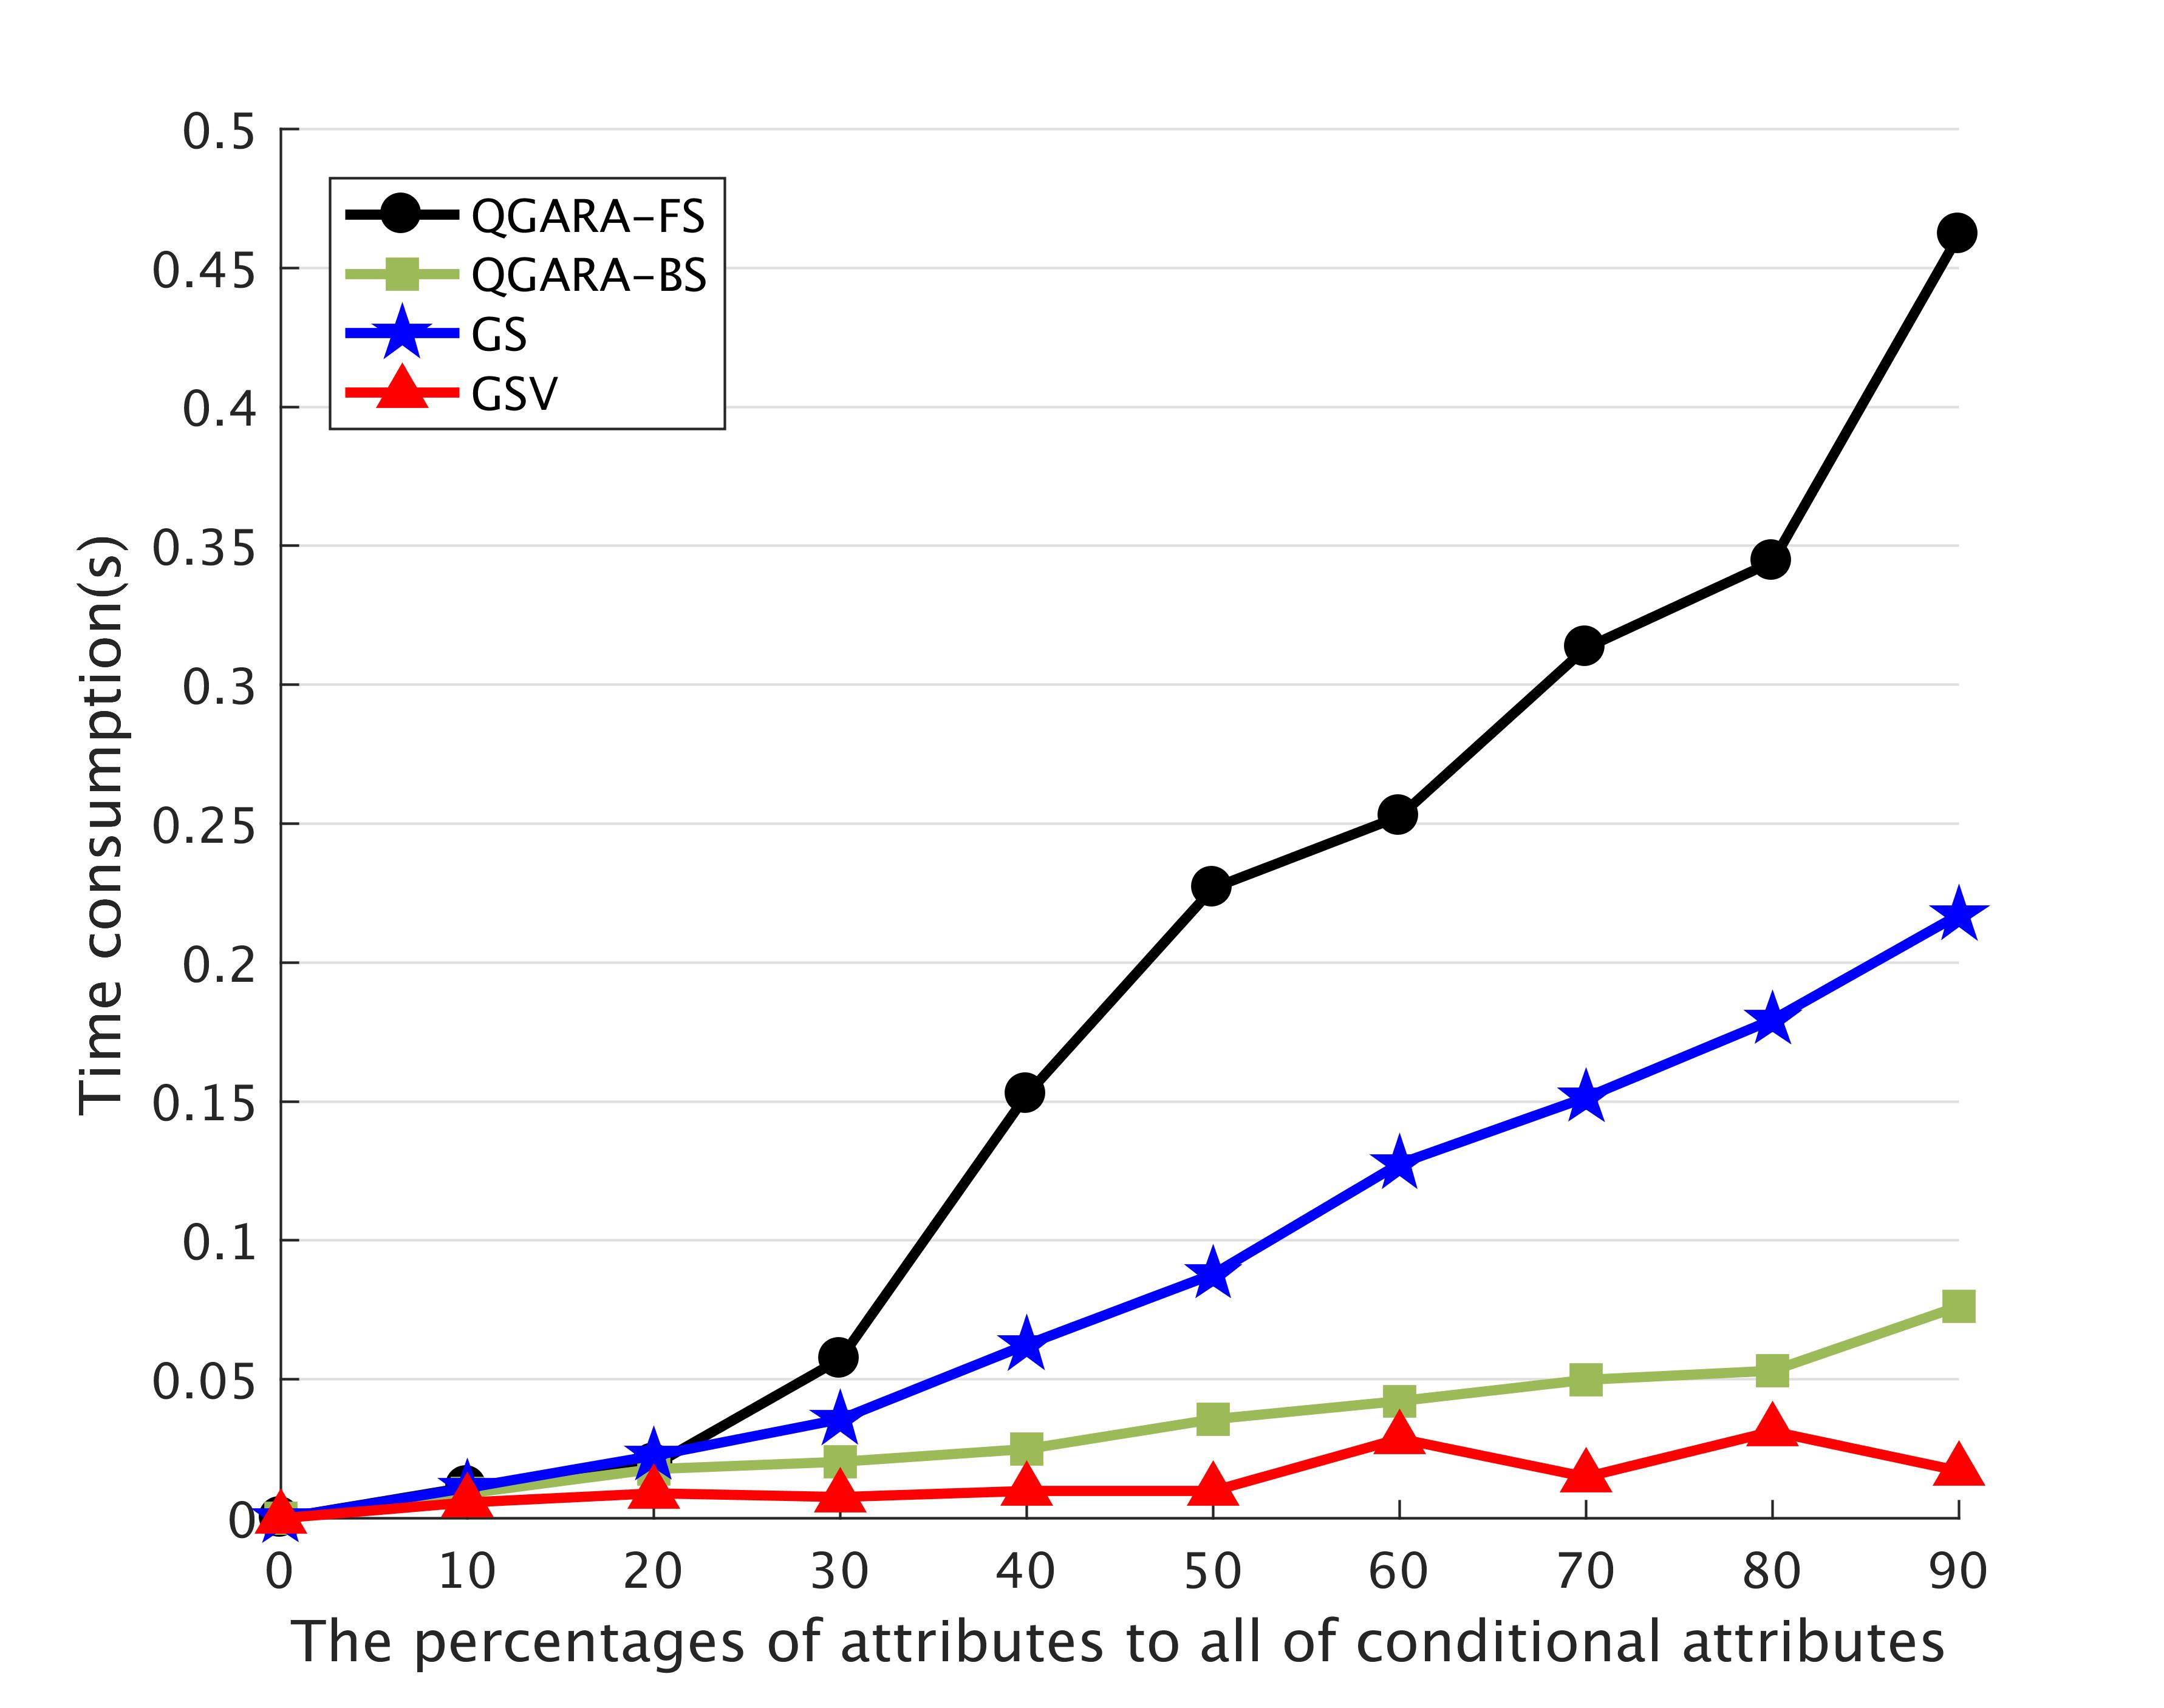 0.5
0.45
0.4
0.35
0.3
0.25
0.2
0.15
0.1
0.05
0
Time consumption(s)
QGARA-FS
QGARA-BS
GS
GSV
0 10 20 30 40 50 60 70 80 90
The percentages of attributes to all of conditional attributes